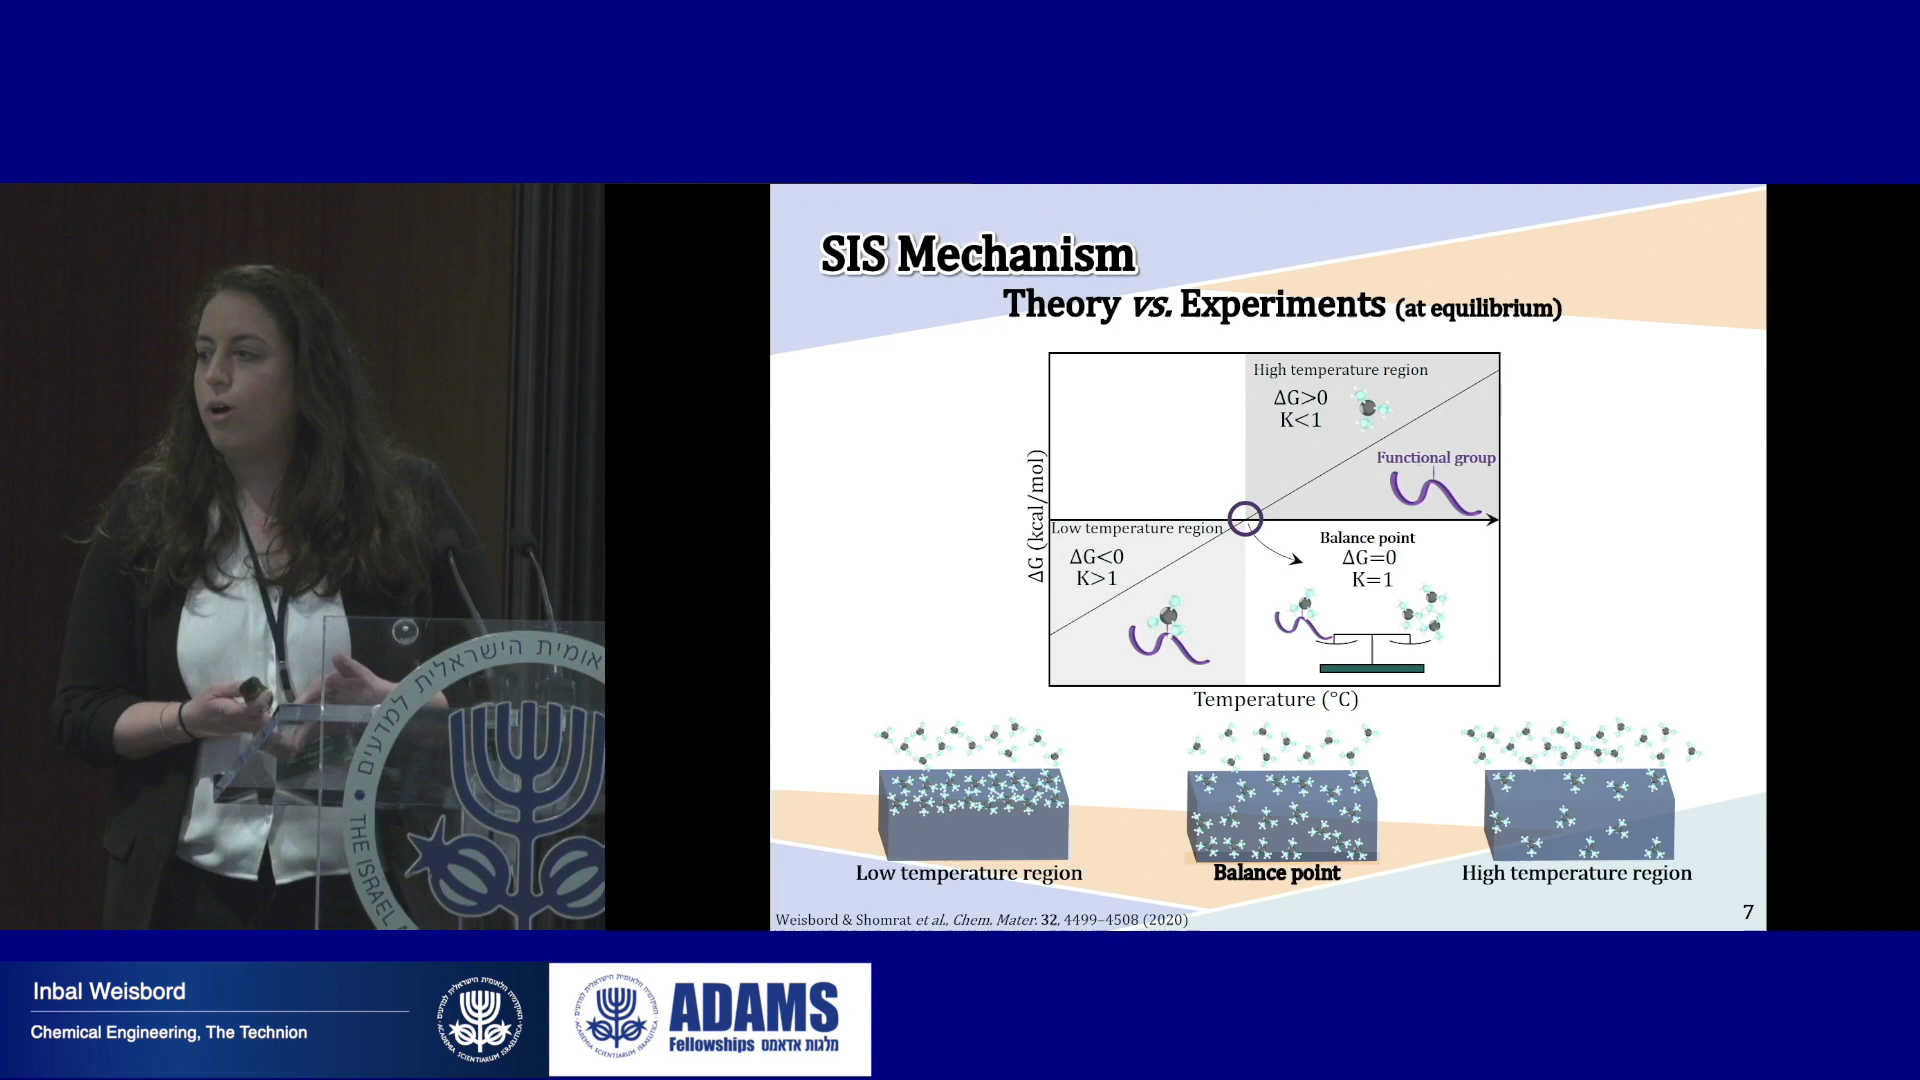 SIS Mechanism
Theory vs. Experiments (at equilibrium)
High temperature region
ΔG>0
K<1
Functional group
ΔG (kcal/mol)
Low temperature region
ΔG<0
K>1
Balance point
ΔG=0
K=1
Temperature (°C)
Low temperature region
Balance point
High temperature region
Weisbord & Shomrat et al., Chem. Mater. 32, 4499–4508 (2020)
7
אומית הישראלית למדעים
THE ISRAEL
Inbal Weisbord
Chemical Engineering, The Technion
ADAMS
Fellowships מלגות אדאמס